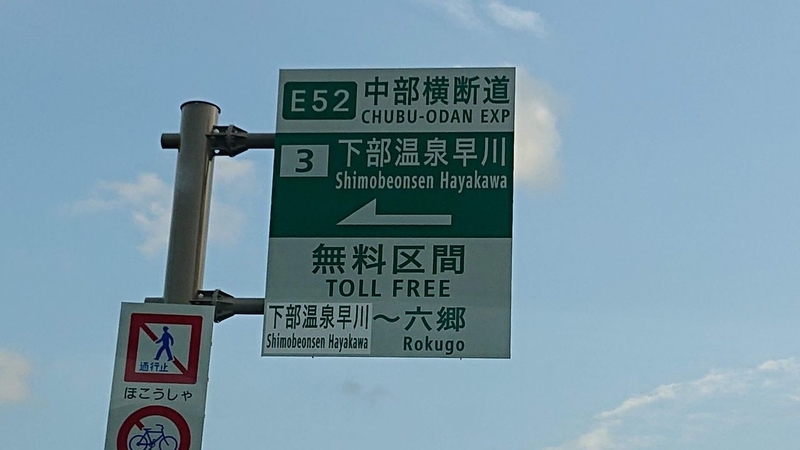 E52 中部横断道
CHUBU-ODAN EXP
3 下部温泉早川
Shimobeonsen Hayakawa
無料区間
TOLL FREE
下部温泉早川～六郷
Shimobeonsen Hayakawa Rokugo
通行止
ほこうしゃ